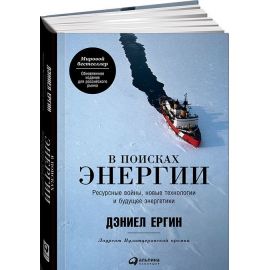 Мировой
бестселлер
Обновленное
издание
для российского
рынка
В ПОИСКАХ
ЭНЕРГИИ
Ресурсные войны, новые технологии
и будущее энергетики
ДЭНИЕЛ ЕРГИН
Лауреат Пулитцеровской премии
АЛЬПИНА